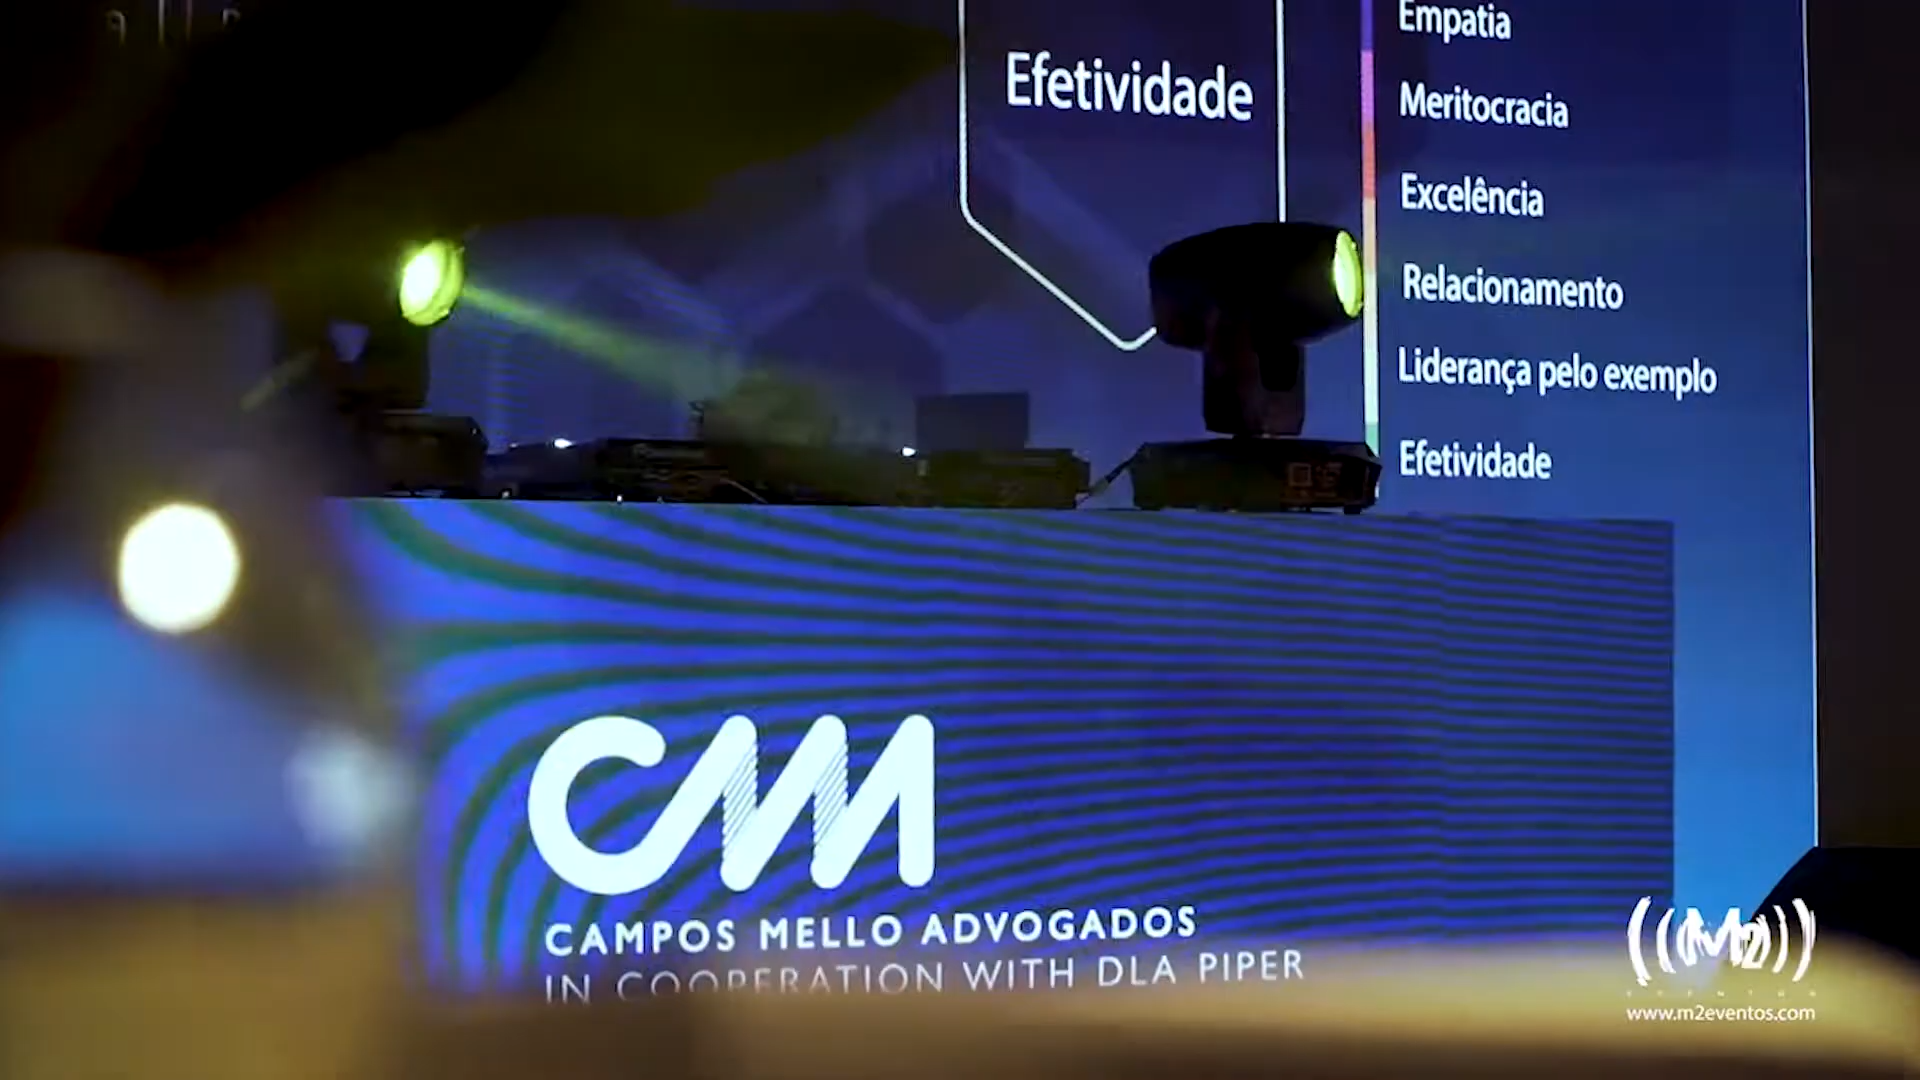 Efetividade
Empatia
Meritocracia
Excelência
Relacionamento
Liderança pelo exemplo
Efetividade
CM
CAMPOS MELLO ADVOGADOS
IN COOPERATION WITH DLA PIPER
M2
EVENTOS
www.m2eventos.com